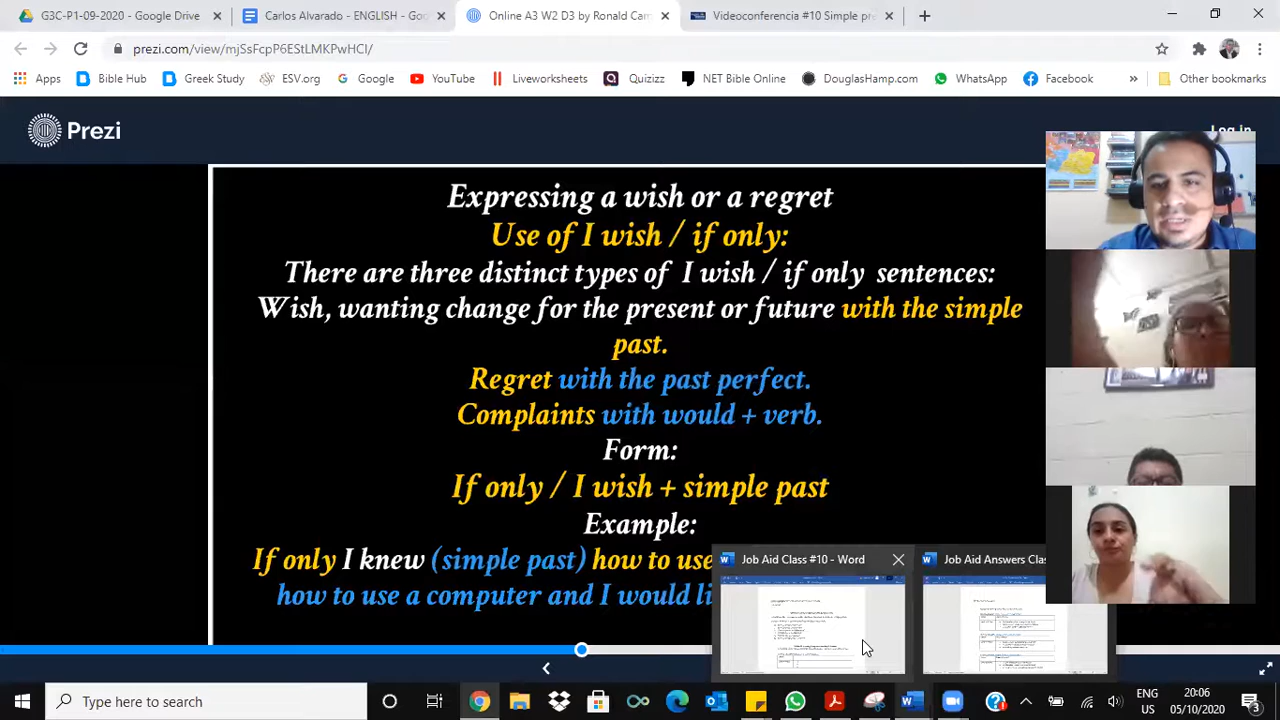 G3C-P1-09-2020 - Google Drive
Carlos Alvarado - ENGLISH - Goo
Online A3 W2 D3 by Ronald Cam
Videoconferencia #10 Simple pre
prezi.com/view/mjSsFcpP6EStLMKPwHCI/
Apps
Bible Hub
Greek Study
ESV.org
Google
YouTube
Liveworksheets
Quizizz
NET Bible Online
DouglasHamp.com
WhatsApp
Facebook
»
Other bookmarks
Prezi
Log in
Expressing a wish or a regret
Use of I wish / if only:
There are three distinct types of I wish / if only sentences:
Wish, wanting change for the present or future with the simple
past.
Regret with the past perfect.
Complaints with would + verb.
Form:
If only / I wish + simple past
Example:
If only I knew (simple past) how to use
how to use a computer and I would li
Job Aid Class #10 - Word
Job Aid Answers Clas
Type here to search
ENG
US
20:06
05/10/2020
3